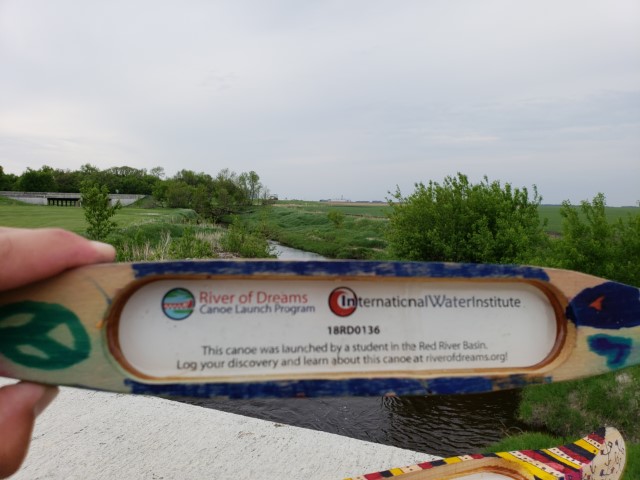 River of Dreams
Canoe Launch Program
InternationalWaterInstitute
18RD0136
This canoe was launched by a student in the Red River Basin.
Log your discovery and learn about this canoe at riverofdreams.org!